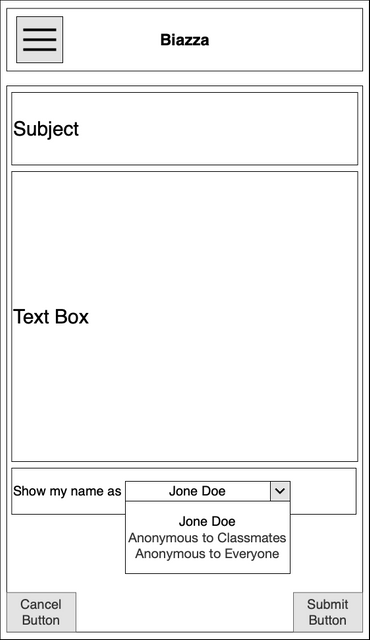 Biazza
Subject
Text Box
Show my name as Jone Doe
Jone Doe
Anonymous to Classmates
Anonymous to Everyone
Cancel
Button
Submit
Button